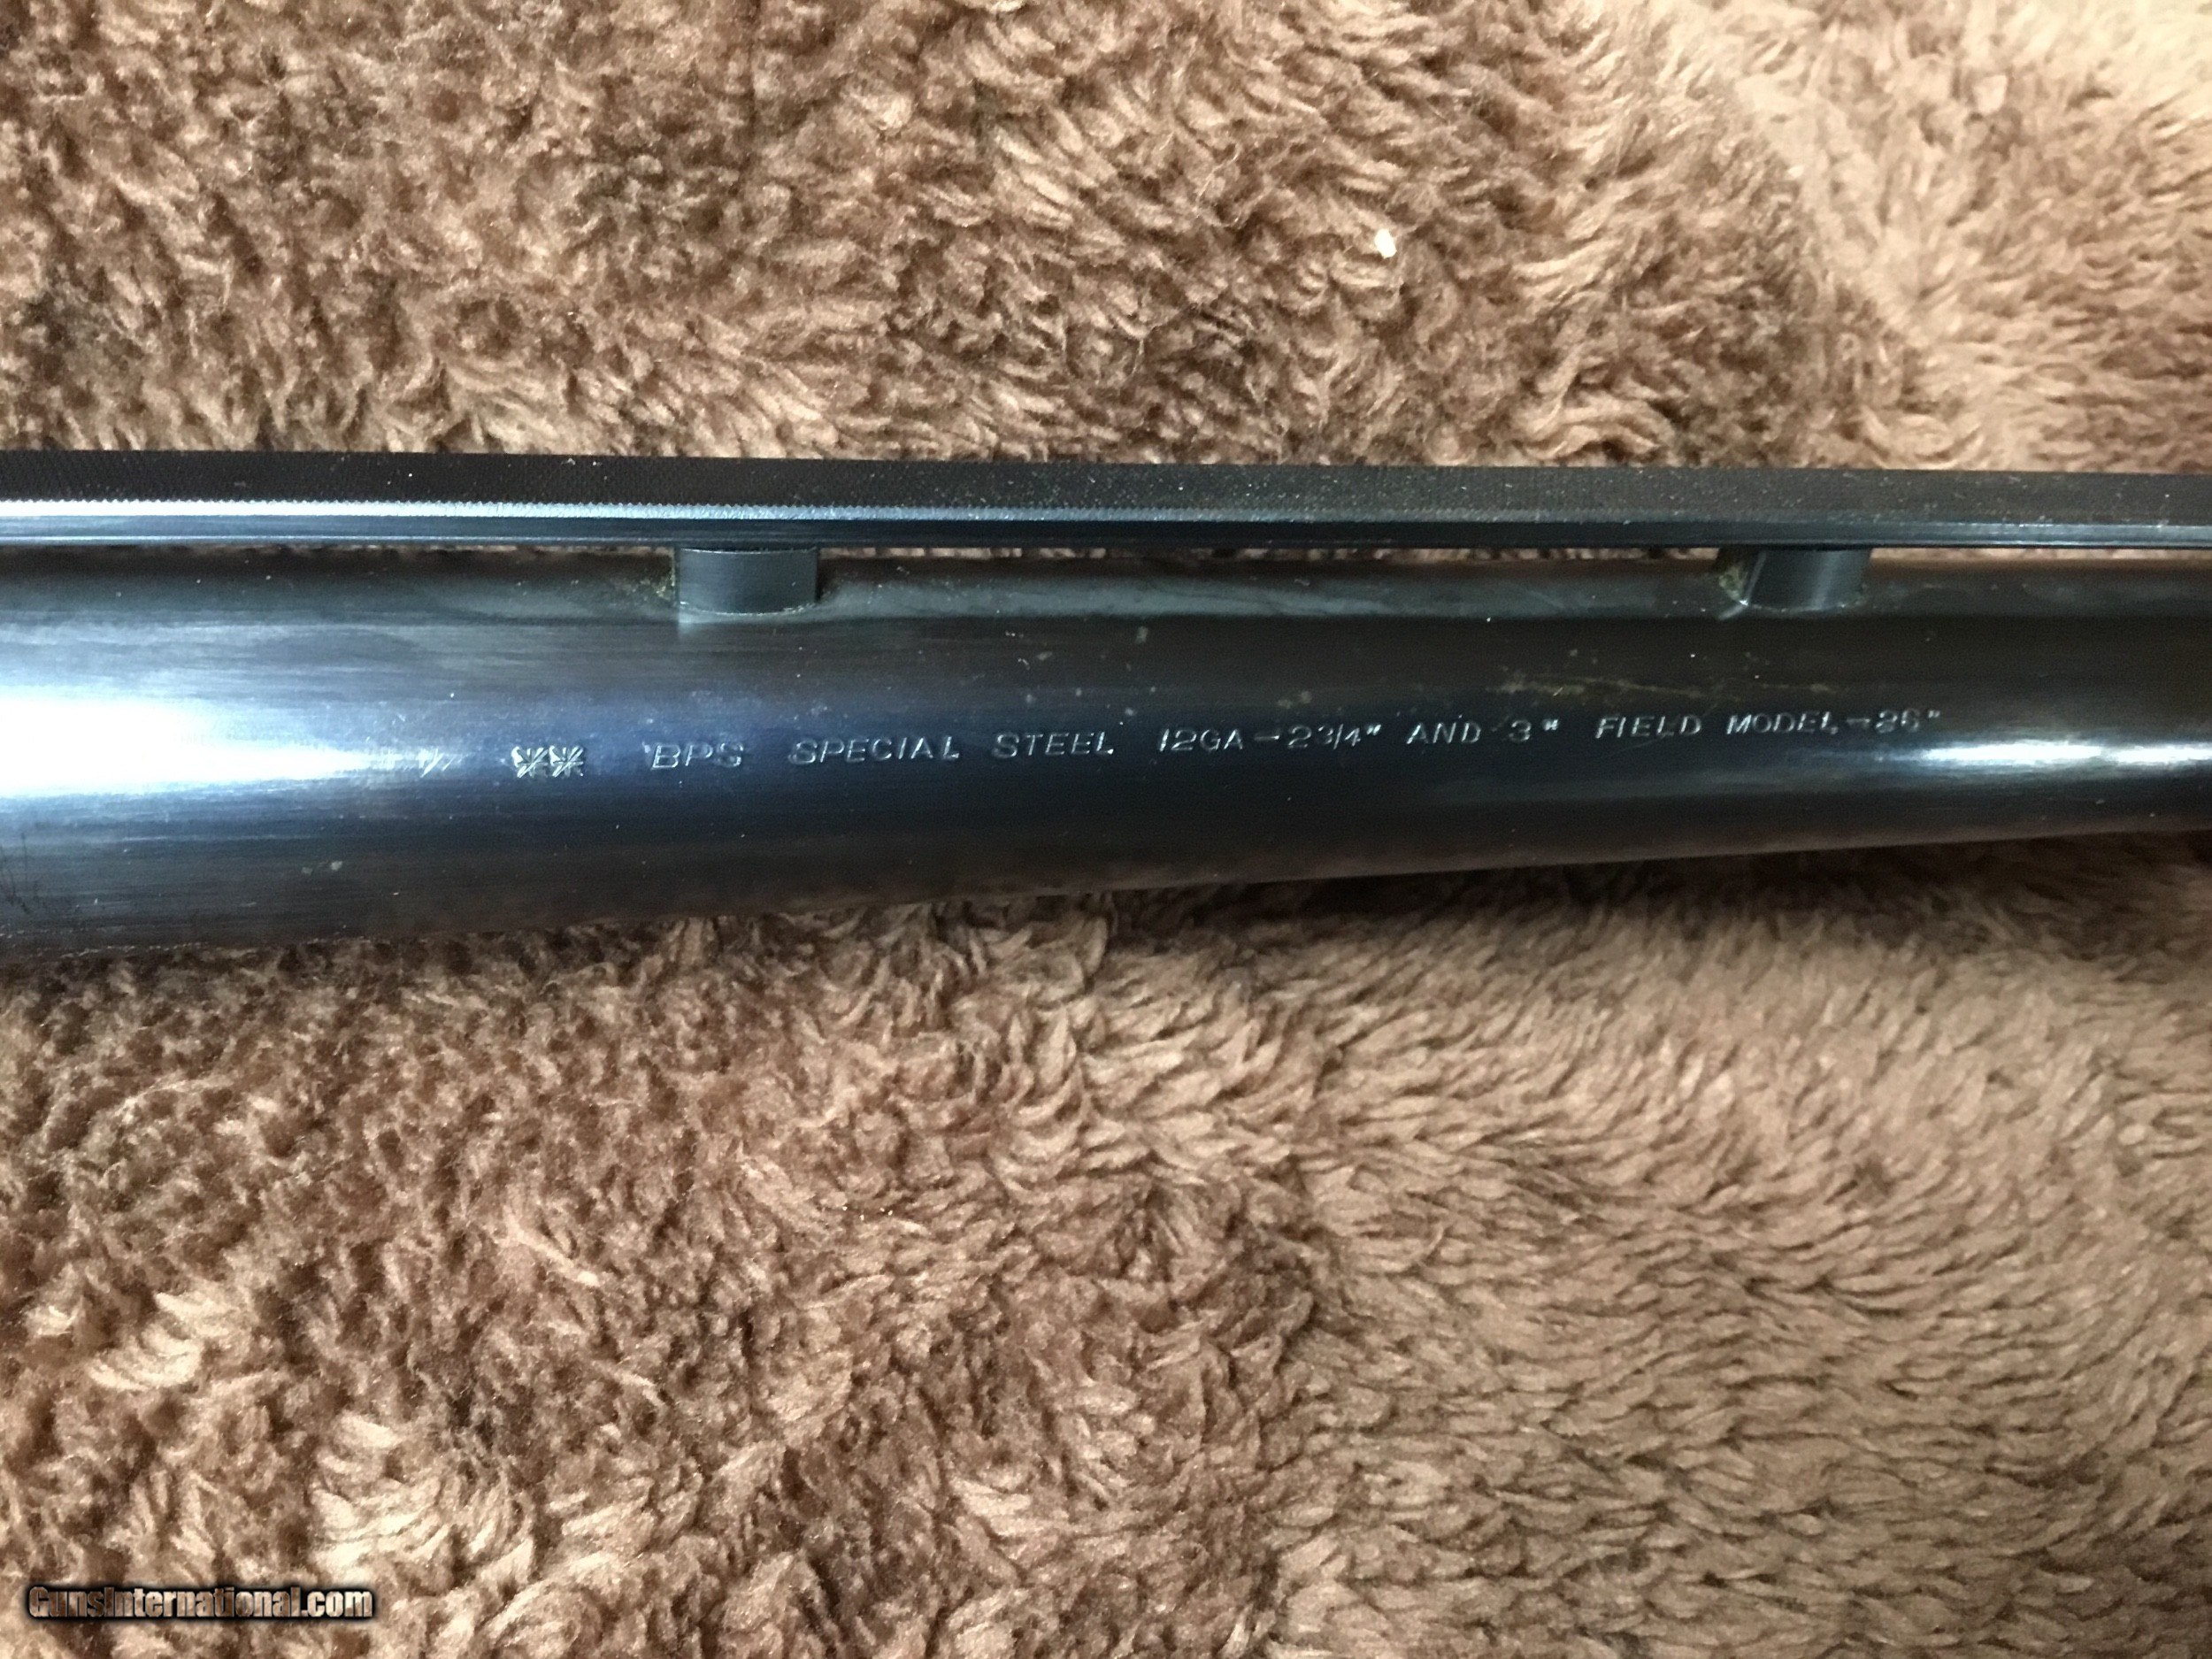 ** BPS SPECIAL STEEL 12GA-2 3/4" AND 3" FIELD MODEL-26"
GunsInternational.com